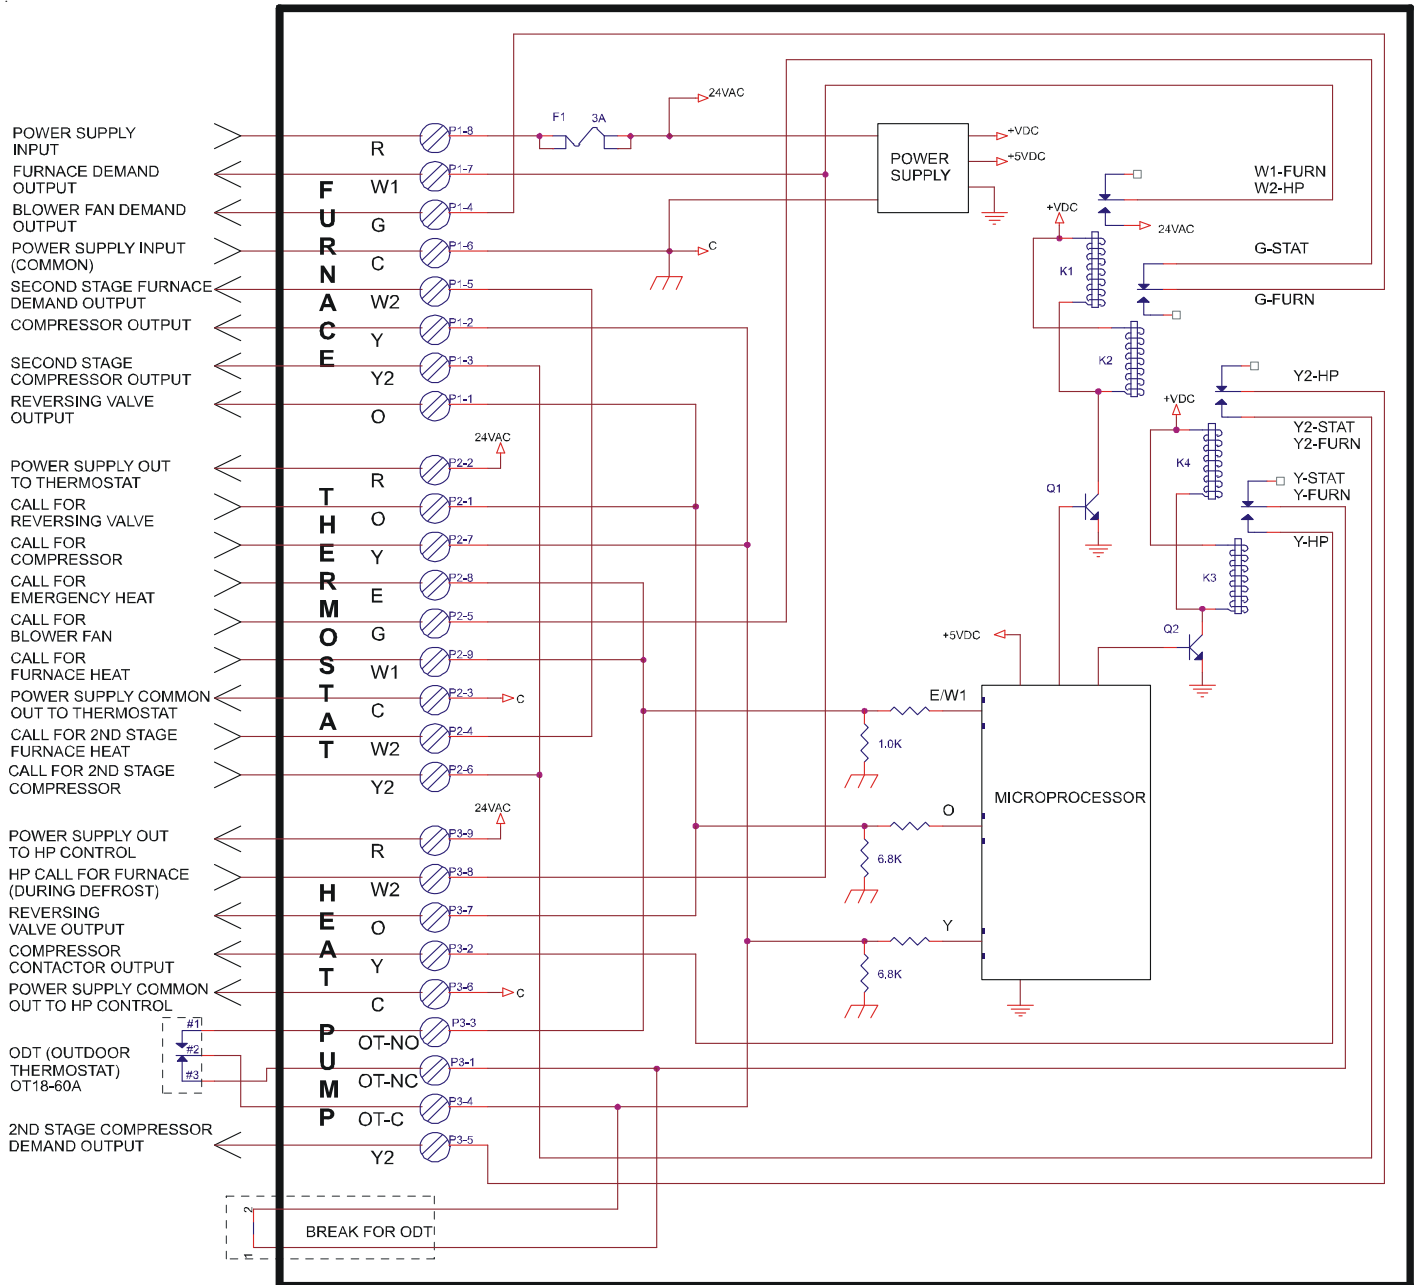 POWER SUPPLY
INPUT
R
P1-8
F1
3A
24VAC
FURNACE DEMAND
OUTPUT
W1
P1-7
BLOWER FAN DEMAND
OUTPUT
G
P1-4
POWER SUPPLY INPUT
(COMMON)
C
P1-6
C
SECOND STAGE FURNACE
DEMAND OUTPUT
W2
P1-5
COMPRESSOR OUTPUT
Y
P1-2
SECOND STAGE
COMPRESSOR OUTPUT
Y2
P1-3
REVERSING VALVE
OUTPUT
O
P1-1
FURNACE
POWER
SUPPLY
+VDC
+5VDC
W1-FURN
W2-HP
+VDC
24VAC
K1
G-STAT
G-FURN
K2
Y2-HP
+VDC
Y2-STAT
Y2-FURN
K4
Y-STAT
Y-FURN
Q1
Y-HP
K3
Q2
POWER SUPPLY OUT
TO THERMOSTAT
R
P2-2
24VAC
CALL FOR
REVERSING VALVE
O
P2-1
CALL FOR
COMPRESSOR
Y
P2-7
CALL FOR
EMERGENCY HEAT
E
P2-8
CALL FOR
BLOWER FAN
G
P2-5
CALL FOR
FURNACE HEAT
W1
P2-9
POWER SUPPLY COMMON
OUT TO THERMOSTAT
C
P2-3
C
CALL FOR 2ND STAGE
FURNACE HEAT
W2
P2-4
CALL FOR 2ND STAGE
COMPRESSOR
Y2
P2-6
THERMOSTAT
+5VDC
E/W1
1.0K
MICROPROCESSOR
O
6.8K
Y
6.8K
POWER SUPPLY OUT
TO HP CONTROL
R
P3-9
24VAC
HP CALL FOR FURNACE
(DURING DEFROST)
W2
P3-8
REVERSING
VALVE OUTPUT
O
P3-7
COMPRESSOR
CONTACTOR OUTPUT
Y
P3-2
POWER SUPPLY COMMON
OUT TO HP CONTROL
C
P3-6
C
HEAT PUMP
ODT (OUTDOOR
THERMOSTAT)
OT18-60A
#1
#2
#3
OT-NO
P3-3
OT-NC
P3-1
OT-C
P3-4
2ND STAGE COMPRESSOR
DEMAND OUTPUT
Y2
P3-5
2
1
BREAK FOR ODT